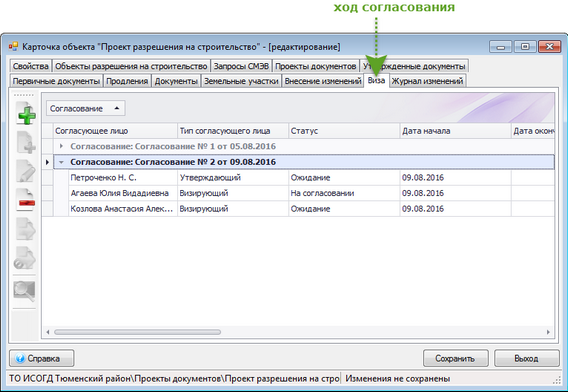 ход согласования
Карточка объекта "Проект разрешения на строительство" - [редактирование]
Свойства Объекты разрешения на строительство Запросы СМЭВ Проекты документов Утвержденные документы
Первичные документы Продления Документы Земельные участки Внесение изменений Виза Журнал изменений
Согласование
Согласующее лицо Тип согласующего лица Статус Дата начала Дата окон
Согласование: Согласование № 1 от 05.08.2016
Согласование: Согласование № 2 от 09.08.2016
Петроченко Н. С. Утверждающий Ожидание 09.08.2016
Агаева Юлия Видадиевна Визирующий На согласовании 09.08.2016
Козлова Анастасия Алек... Визирующий Ожидание 09.08.2016
Справка Сохранить Выход
ТО ИСОГД Тюменский район\Проекты документов\Проект разрешения на стро Изменения не сохранены